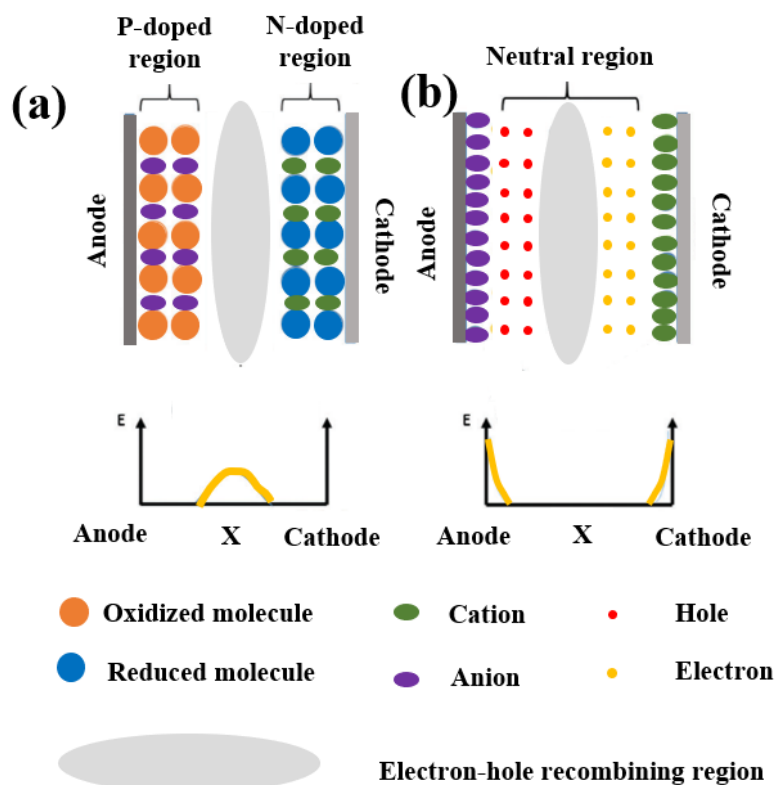 P-doped
region
N-doped
region
Neutral region
(a)
(b)
Anode
Cathode
Anode
Cathode
E
E
Anode
X
Cathode
Anode
X
Cathode
Oxidized molecule
Cation
Hole
Reduced molecule
Anion
Electron
Electron-hole recombining region